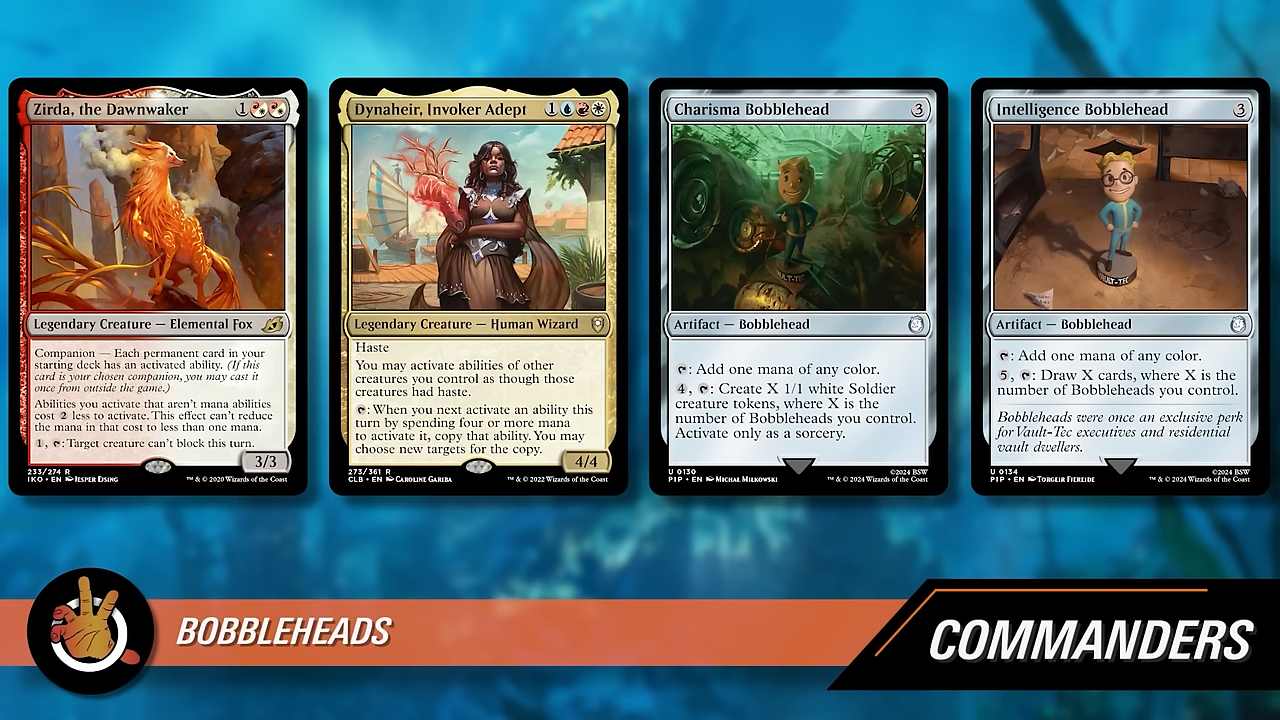 Zirda, the Dawnwaker 1
Legendary Creature — Elemental Fox
Companion — Each permanent card in your
starting deck has an activated ability. (If this
card is your chosen companion, you may cast it
once from outside the game.)
Abilities you activate that aren't mana abilities
cost 2 less to activate. This effect can't reduce
the mana in that cost to less than one mana.
1, : Target creature can't block this turn.
3/3
233/274 R
IKO • EN Jesper Ejsing
™ & © 2020 Wizards of the Coast
Dynaheir, Invoker Adept 1
Legendary Creature — Human Wizard
Haste
You may activate abilities of other
creatures you control as though those
creatures had haste.
: When you next activate an ability this
turn by spending four or more mana
to activate it, copy that ability. You may
choose new targets for the copy.
4/4
273/361 R
CLB • EN Caroline Gariba
™ & © 2022 Wizards of the Coast
Charisma Bobblehead 3
VAULT-TEC
Artifact — Bobblehead
: Add one mana of any color.
4, : Create X 1/1 white Soldier
creature tokens, where X is the
number of Bobbleheads you control.
Activate only as a sorcery.
U 0130
PIP • EN Michał Miłkowski
©2024 BSW
™ & © 2024 Wizards of the Coast
Intelligence Bobblehead 3
VAULT-TEC
Artifact — Bobblehead
: Add one mana of any color.
5, : Draw X cards, where X is the
number of Bobbleheads you control.
Bobbleheads were once an exclusive perk
for Vault-Tec executives and residential
vault dwellers.
U 0134
PIP • EN Torgeir Fjereide
©2024 BSW
™ & © 2024 Wizards of the Coast
BOBBLEHEADS
COMMANDERS